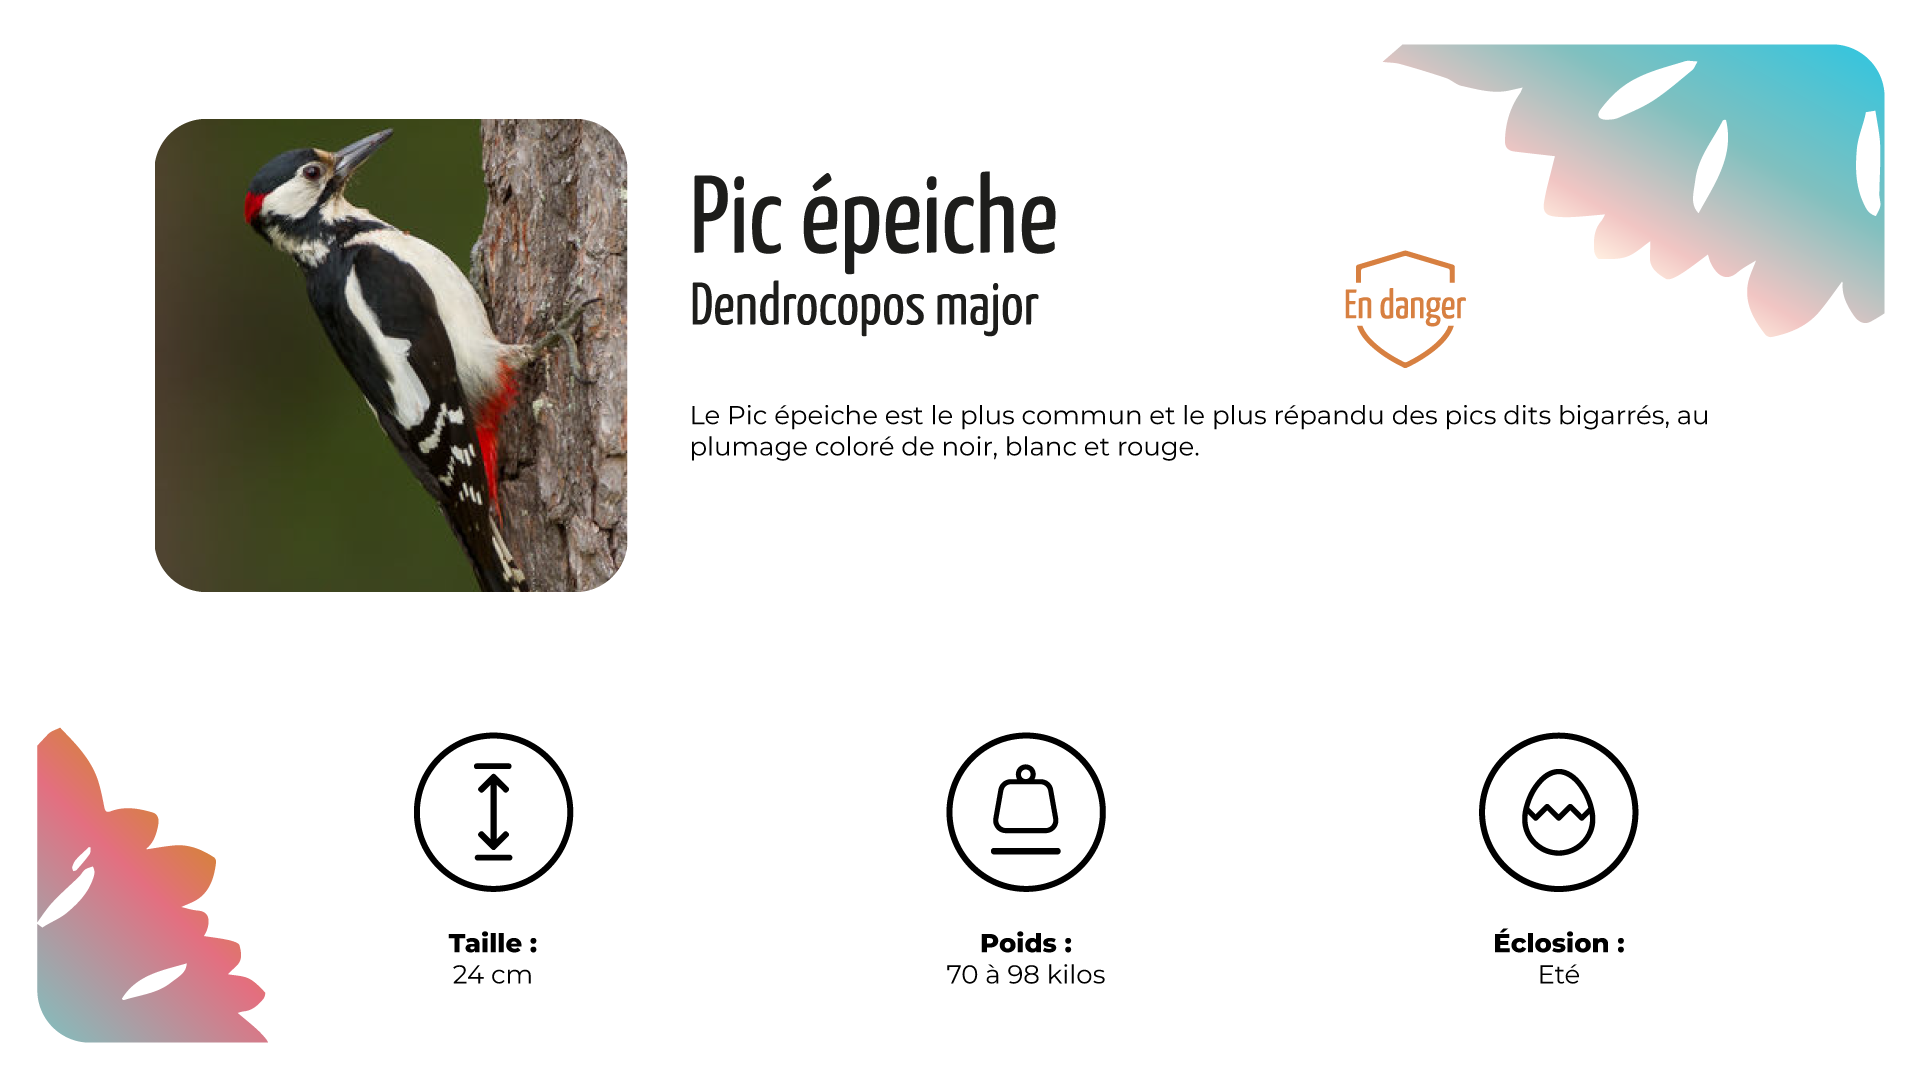 Pic épeiche
Dendrocopos major
En danger
Le Pic épeiche est le plus commun et le plus répandu des pics dits bigarrés, au
plumage coloré de noir, blanc et rouge.
Taille :
24 cm
Poids :
70 à 98 kilos
Éclosion :
Eté